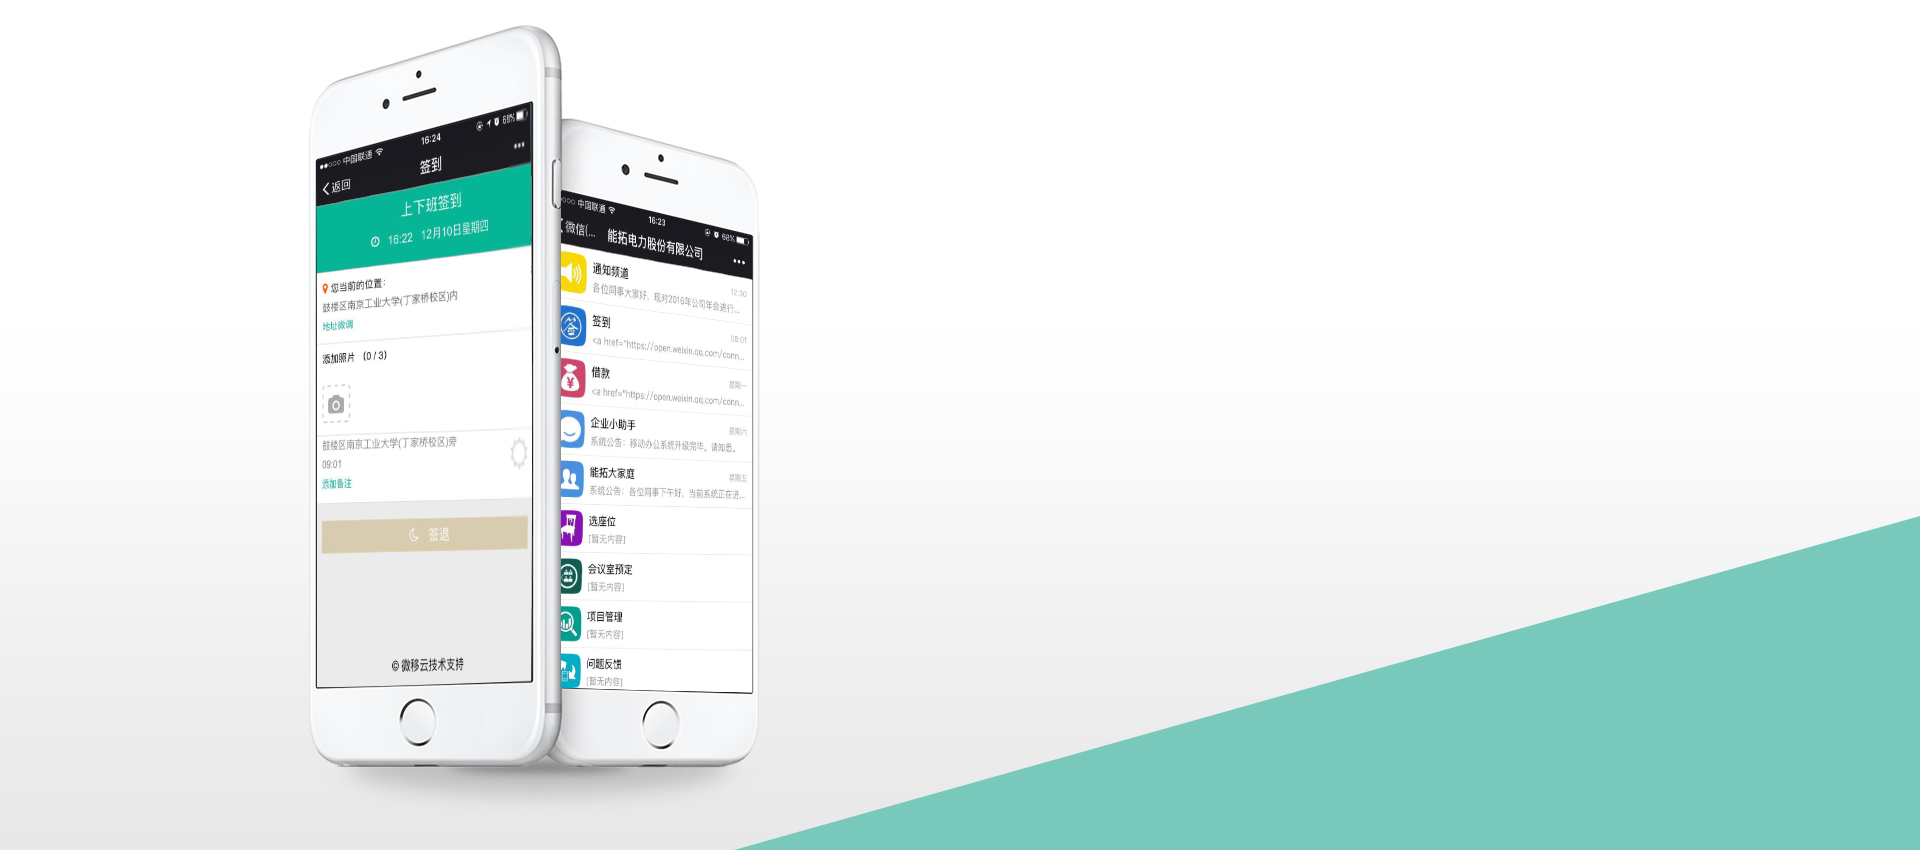 中国联通
16:24
68%
返回
签到
上下班签到
16:22 12月10日星期四
您当前的位置:
鼓楼区南京工业大学(丁家桥校区)内
地址微调
添加照片 (0 / 3)
鼓楼区南京工业大学(丁家桥校区)旁
09:01
添加备注
签退
© 微移云技术支持
中国联通
16:23
68%
微信(...
能拓电力股份有限公司
通知频道
12:30
各位同事大家好，现对2016年公司年会进行...
签到
08:01
<a href="https://open.weixin.qq.com/conn...
借款
星期一
<a href="https://open.weixin.qq.com/conn...
企业小助手
星期六
系统公告：移动办公系统升级完毕，请知悉。
能拓大家庭
星期五
系统公告：各位同事下午好，当前系统正在进...
选座位
[暂无内容]
会议室预定
[暂无内容]
项目管理
[暂无内容]
问题反馈
[暂无内容]